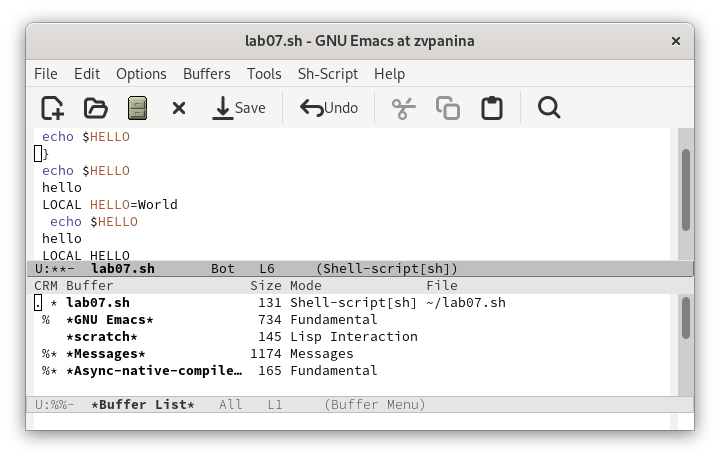 lab07.sh - GNU Emacs at zvpanina
File Edit Options Buffers Tools Sh-Script Help
Save Undo
echo $HELLO
}
echo $HELLO
hello
LOCAL HELLO=World
echo $HELLO
hello
LOCAL HELLO
U:**- lab07.sh Bot L6 (Shell-script[sh])
CRM Buffer Size Mode File
. * lab07.sh 131 Shell-script[sh] ~/lab07.sh
% *GNU Emacs* 734 Fundamental
*scratch* 145 Lisp Interaction
%* *Messages* 1174 Messages
%* *Async-native-compile… 165 Fundamental
U:%%- *Buffer List* All L1 (Buffer Menu)